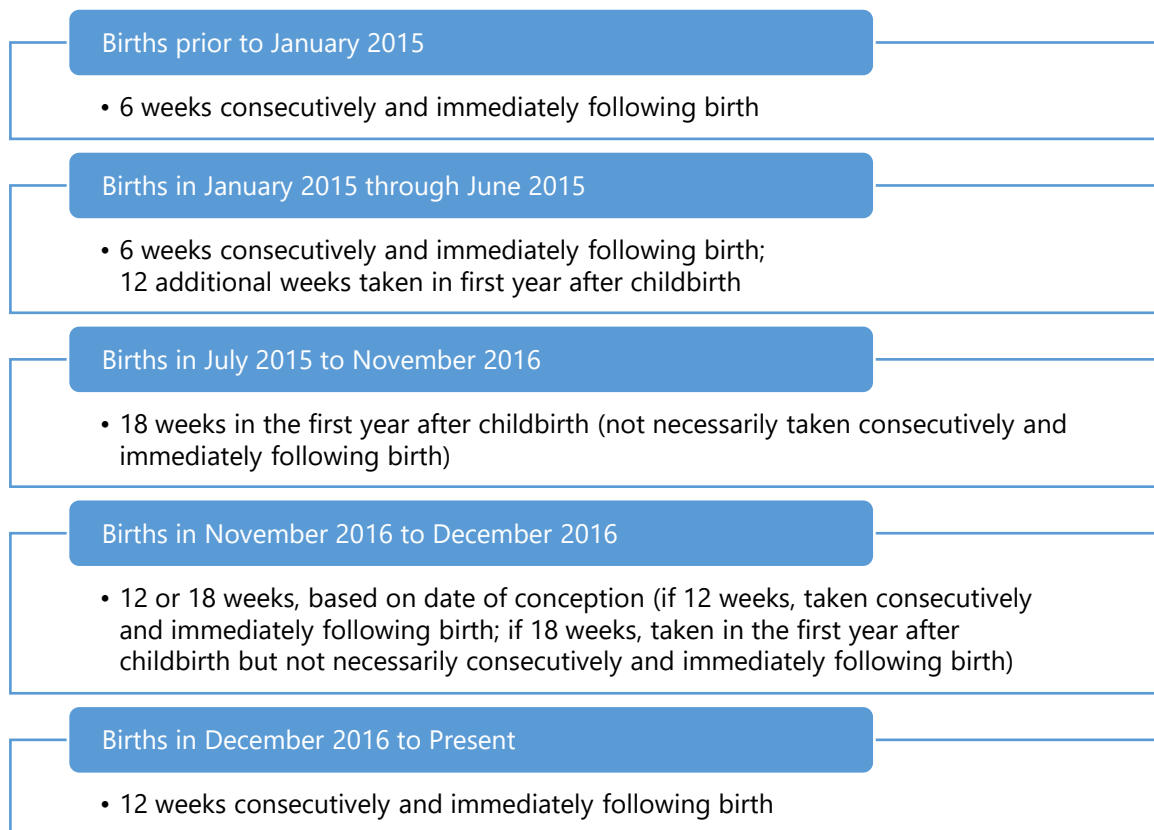 Births prior to January 2015
• 6 weeks consecutively and immediately following birth
Births in January 2015 through June 2015
• 6 weeks consecutively and immediately following birth;
12 additional weeks taken in first year after childbirth
Births in July 2015 to November 2016
• 18 weeks in the first year after childbirth (not necessarily taken consecutively and
immediately following birth)
Births in November 2016 to December 2016
• 12 or 18 weeks, based on date of conception (if 12 weeks, taken consecutively
and immediately following birth; if 18 weeks, taken in the first year after
childbirth but not necessarily consecutively and immediately following birth)
Births in December 2016 to Present
• 12 weeks consecutively and immediately following birth